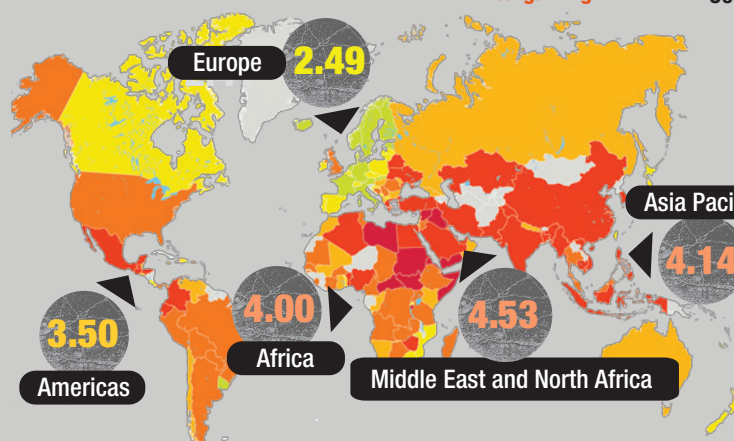 Europe 2.49
Asia Paci
4.14
3.50
Americas
4.00
Africa
4.53
Middle East and North Africa